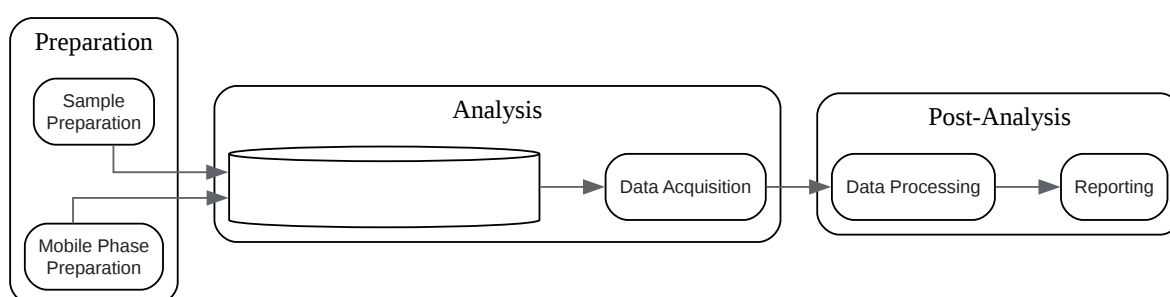 Preparation
Sample
Preparation
Mobile Phase
Preparation
Analysis
Data Acquisition
Post-Analysis
Data Processing
Reporting